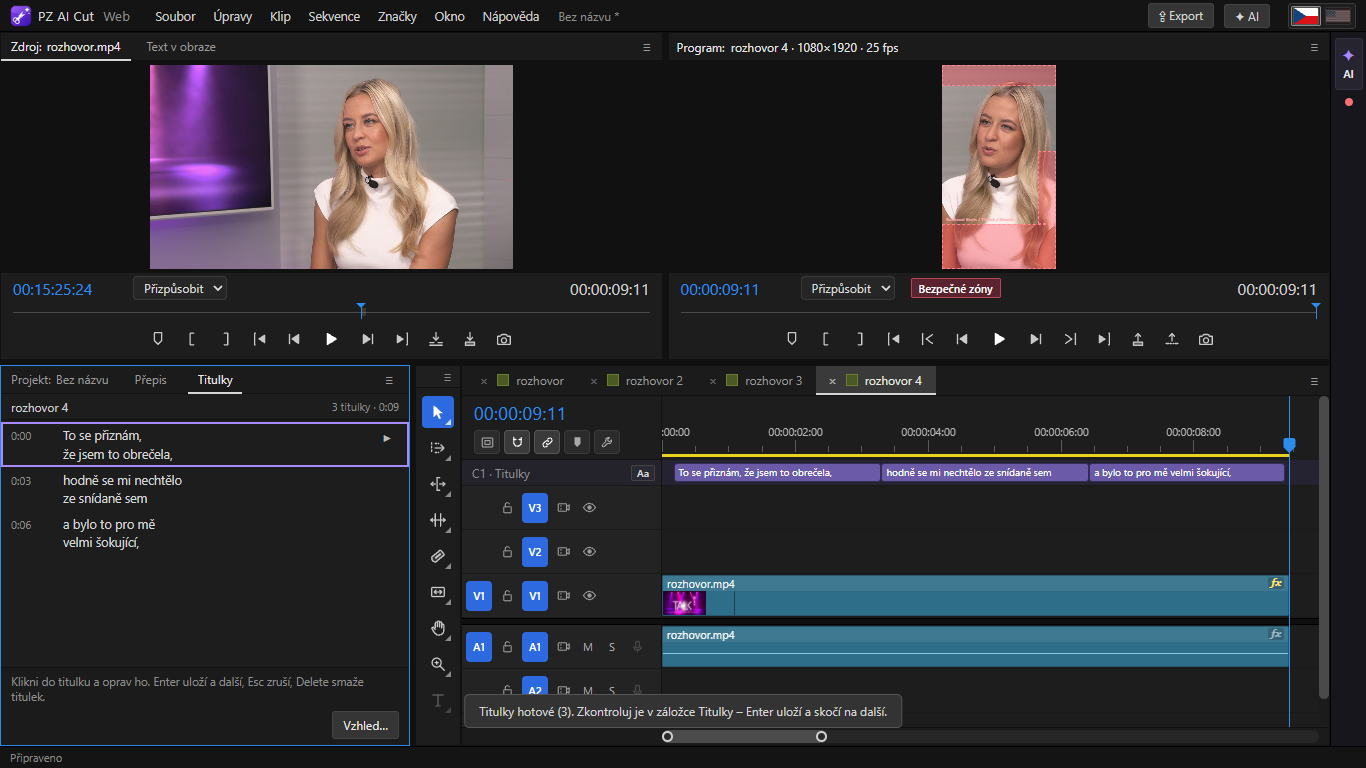 PZ AI Cut Web Soubor Úpravy Klip Sekvence Značky Okno Nápověda Bez názvu * Export AI
Zdroj: rozhovor.mp4 Text v obraze
Program: rozhovor 4 · 1080×1920 · 25 fps
AI
00:15:25:24 Přizpůsobit 00:00:09:11
00:00:09:11 Přizpůsobit Bezpečné zóny 00:00:09:11
Projekt: Bez názvu Přepis Titulky
rozhovor 4 3 titulky · 0:09
0:00 To se přiznám,
že jsem to obrečela,
0:03 hodně se mi nechtělo
ze snídaně sem
0:06 a bylo to pro mě
velmi šokující,
Klikni do titulku a oprav ho. Enter uloží a další, Esc zruší, Delete smaže
titulek.
Vzhled...
× rozhovor × rozhovor 2 × rozhovor 3 × rozhovor 4
00:00:09:11
:00:00 00:00:02:00 00:00:04:00 00:00:06:00 00:00:08:00
C1 · Titulky Aa To se přiznám, že jsem to obrečela, hodně se mi nechtělo ze snídaně sem a bylo to pro mě velmi šokující,
V3
V2
V1 V1 rozhovor.mp4 fx
TALK
A1 A1 M S rozhovor.mp4 fx
A2 M S
Titulky hotové (3). Zkontroluj je v záložce Titulky – Enter uloží a skočí na další.
Připraveno